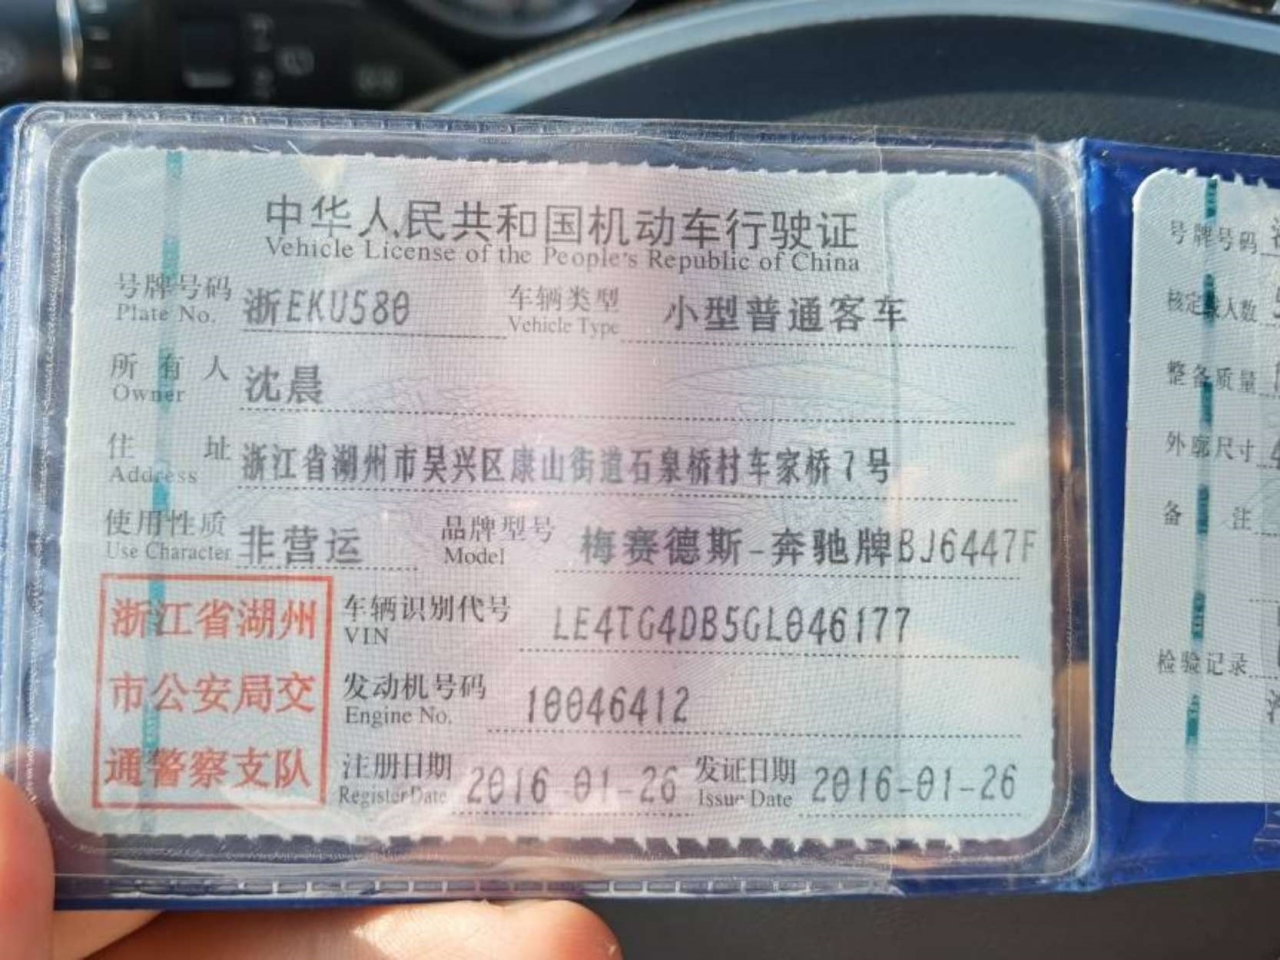 中华人民共和国机动车行驶证
Vehicle License of the People's Republic of China
号牌号码 浙EKU580 车辆类型 小型普通客车
Plate No. Vehicle Type
所有人 沈晨
Owner
住址 浙江省湖州市吴兴区康山街道石泉桥村车家桥7号
Address
使用性质 非营运 品牌型号 梅赛德斯-奔驰牌BJ6447F
Use Character Model
浙江省湖州
市公安局交
通警察支队
车辆识别代号 LE4TG4DB5GL046177
VIN
发动机号码 10046412
Engine No.
注册日期 2016-01-26 发证日期 2016-01-26
Register Date Issue Date
号牌号码
核定载人数
整备质量
外廓尺寸
备注
检验记录